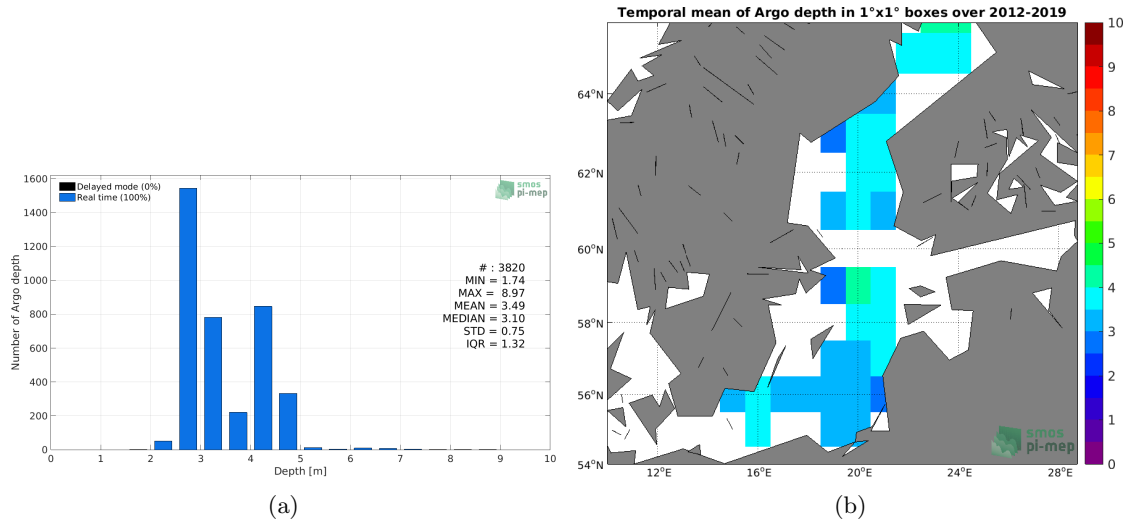 1600
1400
1200
1000
800
600
400
200
0
Number of Argo depth
Delayed mode (0%)
Real time (100%)
smos
pi-mep
# : 3820
MIN = 1.74
MAX = 8.97
MEAN = 3.49
MEDIAN = 3.10
STD = 0.75
IQR = 1.32
0 1 2 3 4 5 6 7 8 9 10
Depth [m]
(a)
Temporal mean of Argo depth in 1°x1° boxes over 2012-2019
64°N
62°N
60°N
58°N
56°N
54°N
12°E 16°E 20°E 24°E 28°E
smos
pi-mep
10
9
8
7
6
5
4
3
2
1
0
(b)